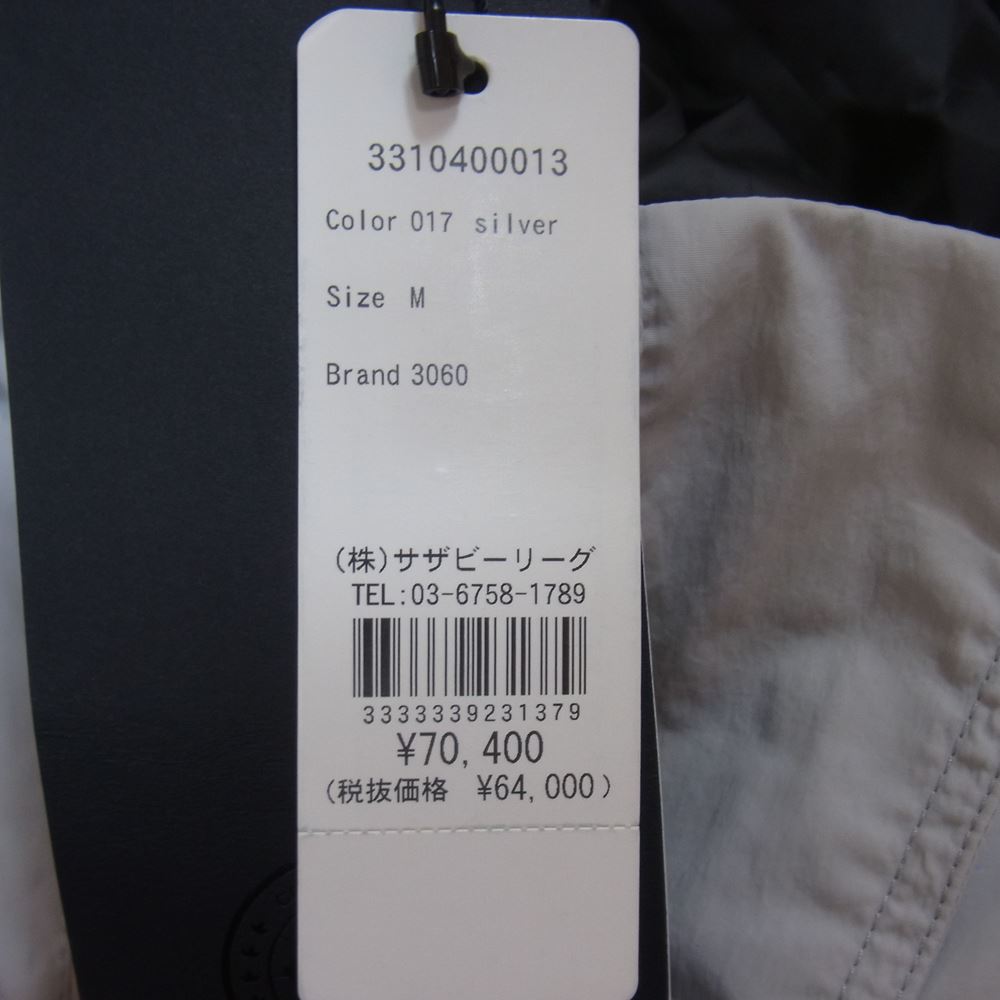 3310400013
Color 017 silver
Size M
Brand 3060
(株)サザビーリーグ
TEL:03-6758-1789
3333339231379
¥70,400
(税抜価格 ¥64,000)